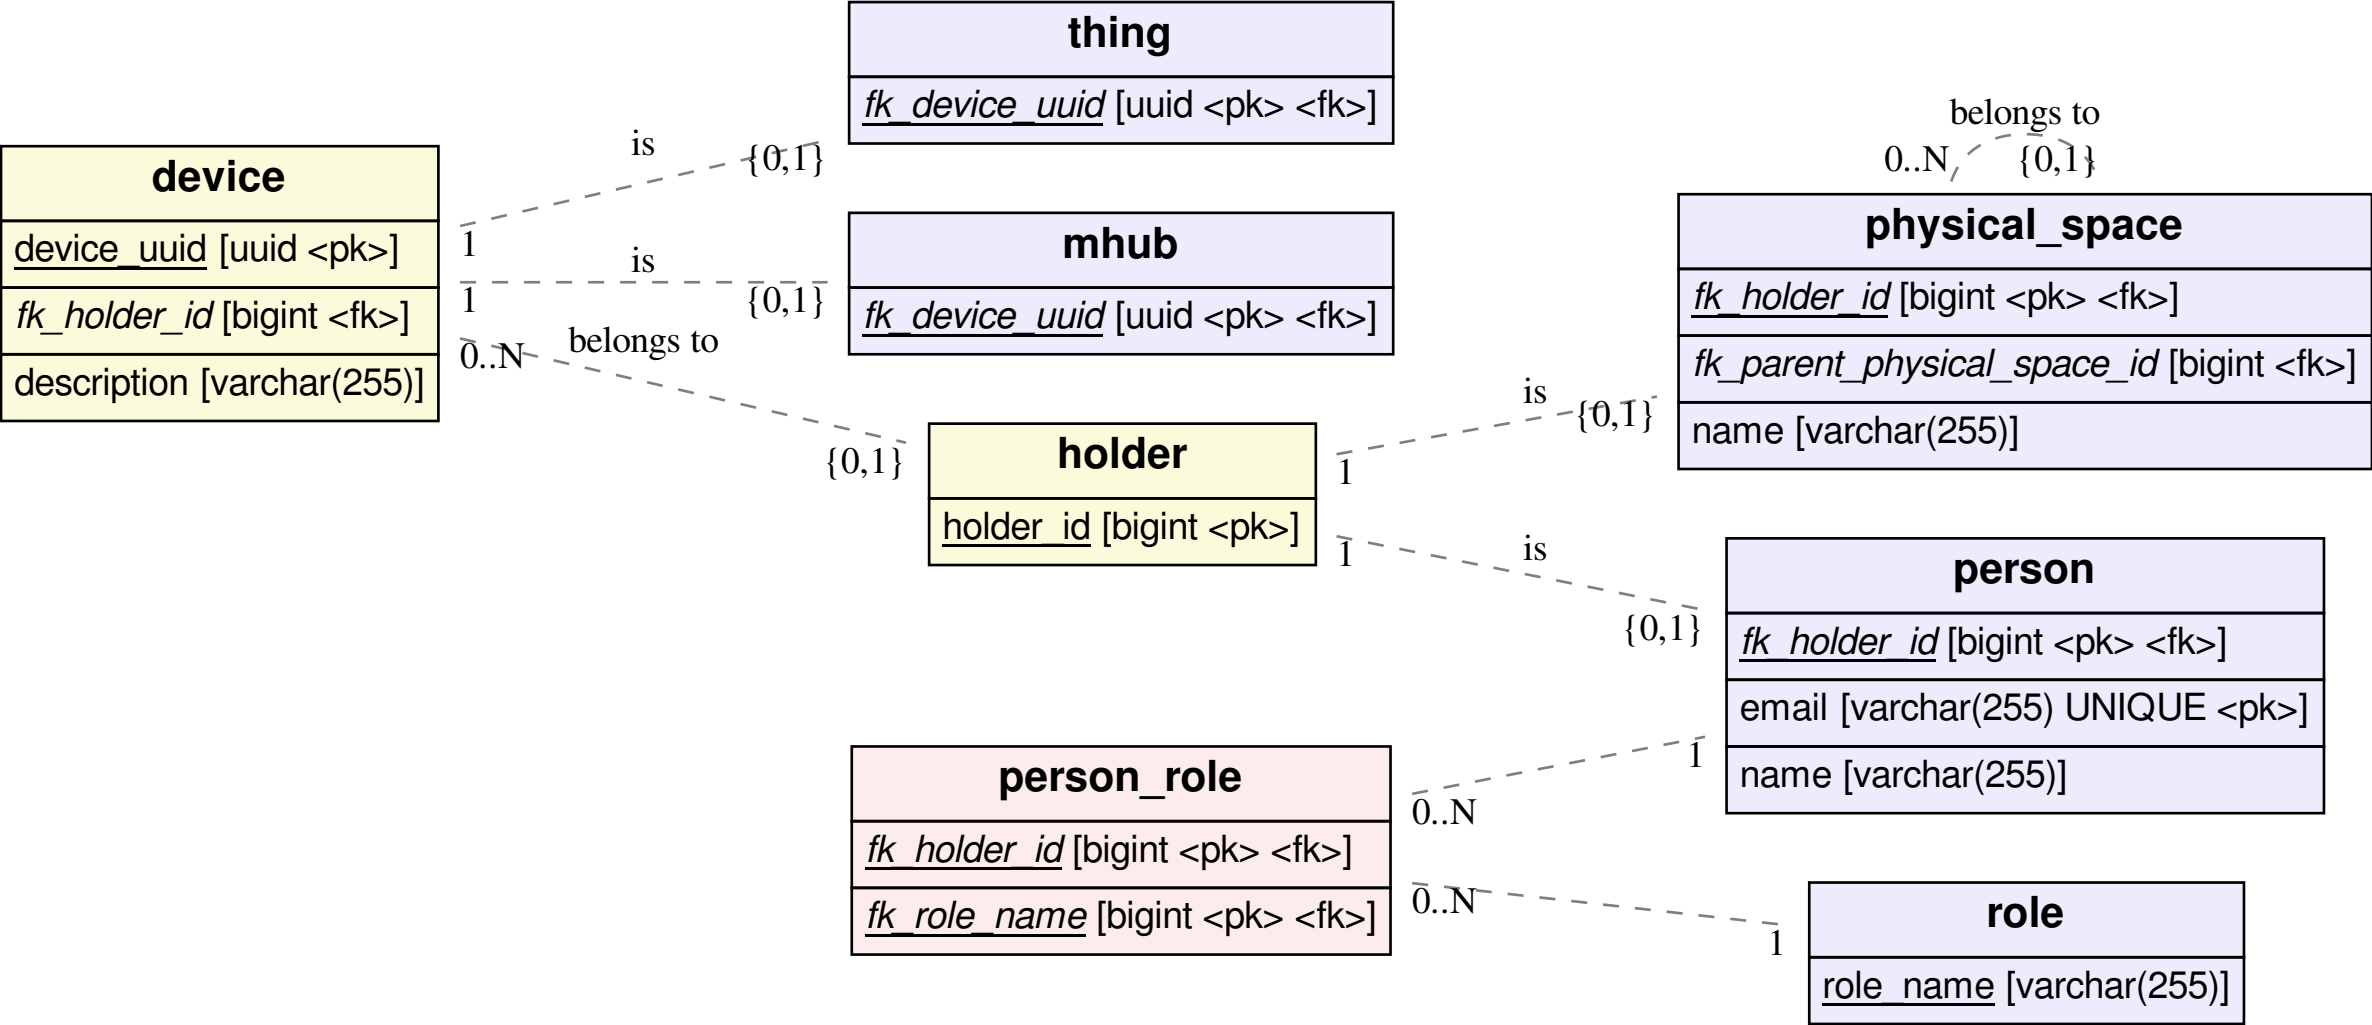 thing
fk_device_uuid [uuid <pk> <fk>]
device
device_uuid [uuid <pk>]
fk_holder_id [bigint <fk>]
description [varchar(255)]
is
1
{0,1}
mhub
fk_device_uuid [uuid <pk> <fk>]
is
1
{0,1}
belongs to
0..N
{0,1}
holder
holder_id [bigint <pk>]
belongs to
0..N
{0,1}
physical_space
fk_holder_id [bigint <pk> <fk>]
fk_parent_physical_space_id [bigint <fk>]
name [varchar(255)]
is
1
{0,1}
is
1
{0,1}
person
fk_holder_id [bigint <pk> <fk>]
email [varchar(255) UNIQUE <pk>]
name [varchar(255)]
person_role
fk_holder_id [bigint <pk> <fk>]
fk_role_name [bigint <pk> <fk>]
0..N
1
0..N
1
role
role_name [varchar(255)]